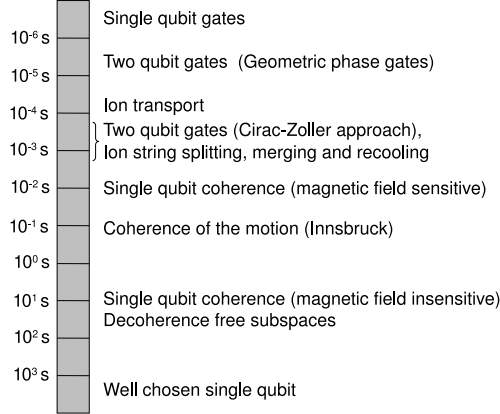 Single qubit gates
10⁻⁶ s
Two qubit gates (Geometric phase gates)
10⁻⁵ s
Ion transport
10⁻⁴ s
Two qubit gates (Cirac-Zoller approach),
10⁻³ s
Ion string splitting, merging and recooling
10⁻² s
Single qubit coherence (magnetic field sensitive)
10⁻¹ s
Coherence of the motion (Innsbruck)
10⁰ s
10¹ s
Single qubit coherence (magnetic field insensitive)
Decoherence free subspaces
10² s
10³ s
Well chosen single qubit